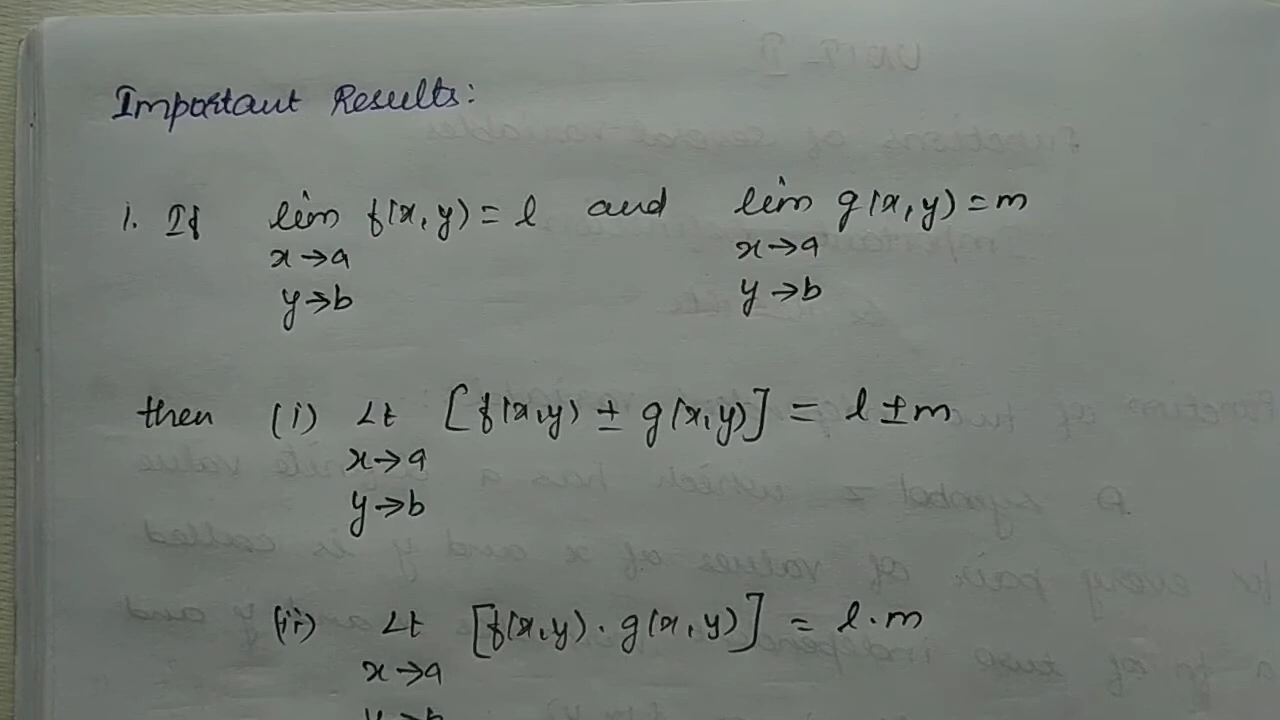 Important Results:
1. If lim f(x,y) = l and lim g(x,y) = m
x→a x→a
y→b y→b
then (i) Lt [f(x,y) ± g(x,y)] = l ± m
x→a
y→b
(ii) Lt [f(x,y) . g(x,y)] = l . m
x→a
y→b